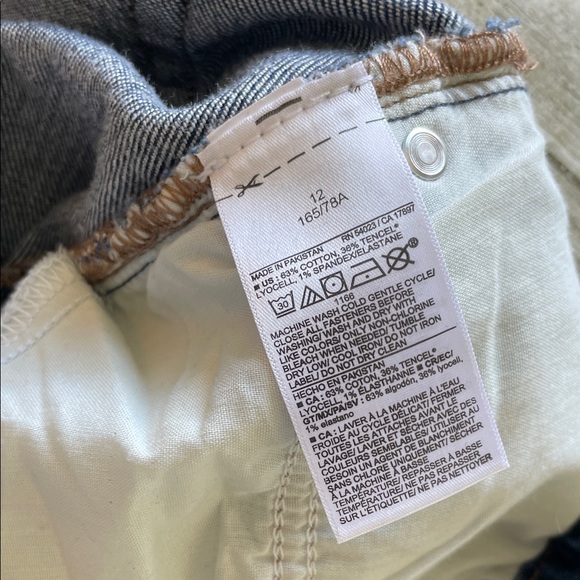 12
165/78A
MADE IN PAKISTAN RN 54023 / CA 17897
■ US : 63% COTTON, 36% TENCEL®
LYOCELL, 1% SPANDEX/ELASTANE
30
1168
MACHINE WASH COLD GENTLE CYCLE/
CLOSE ALL FASTENERS BEFORE
WASHING/ WASH AND DRY WITH
LIKE COLORS/ ONLY NON-CHLORINE
BLEACH WHEN NEEDED/ TUMBLE
DRY LOW/ COOL IRON/ DO NOT IRON
LABEL/ DO NOT DRY CLEAN
HECHO EN PAKISTAN
■ CA : 63% COTTON, 36% TENCEL®
LYOCELL, 1% ELASTHANNE ■ CR/EC/
GT/MX/PA/SV : 63% algodón, 36% lyocell,
1% elastano
■ CA : LAVER À LA MACHINE À L'EAU
FROIDE AU CYCLE DÉLICAT/ FERMER
TOUTES LES ATTACHES AVANT LE
LAVAGE/ LAVER ET SÉCHER AVEC DES
COULEURS SEMBLABLES/ UTILISER AU
BESOIN UN AGENT DE BLANCHIMENT
SANS CHLORE UNIQUEMENT/ SÉCHER
À LA MACHINE À BASSE
TEMPÉRATURE/ REPASSER À BASSE
TEMPÉRATURE/ NE PAS REPASSER
SUR L'ÉTIQUETTE/ NE PAS NETTOYER